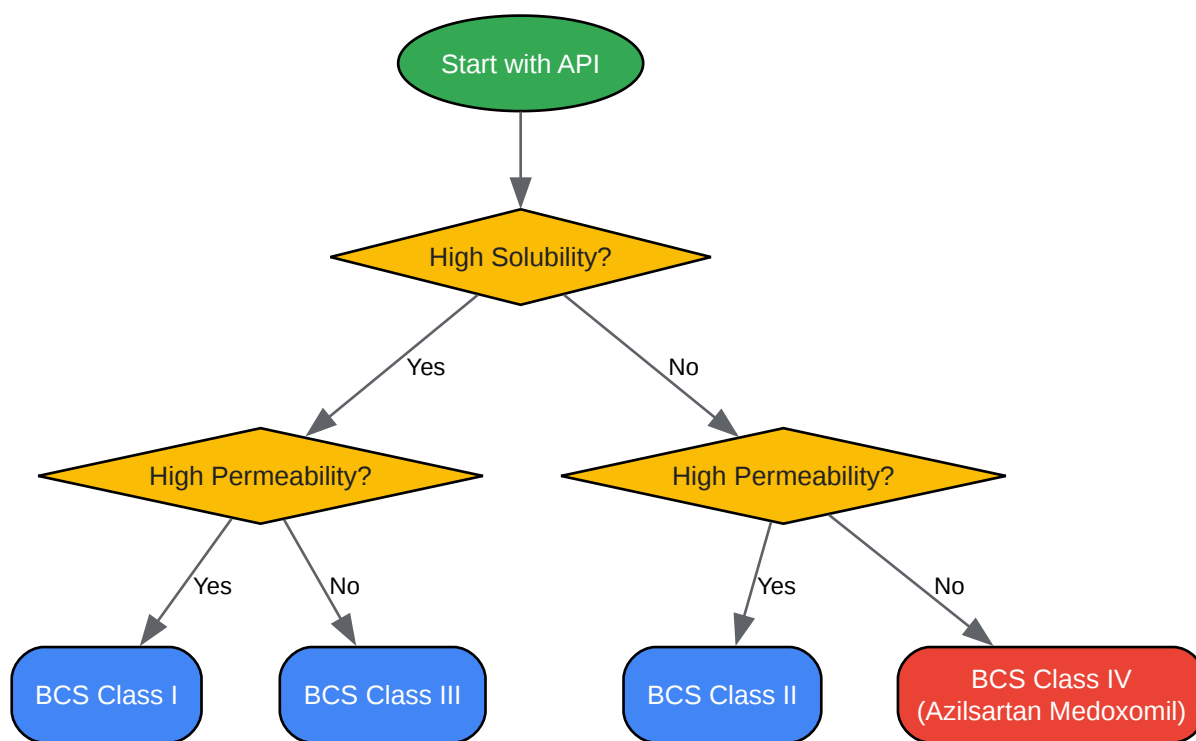 Start with API
High Solubility?
Yes
No
High Permeability?
High Permeability?
Yes
No
Yes
No
BCS Class I
BCS Class III
BCS Class II
BCS Class IV
(Azilsartan Medoxomil)